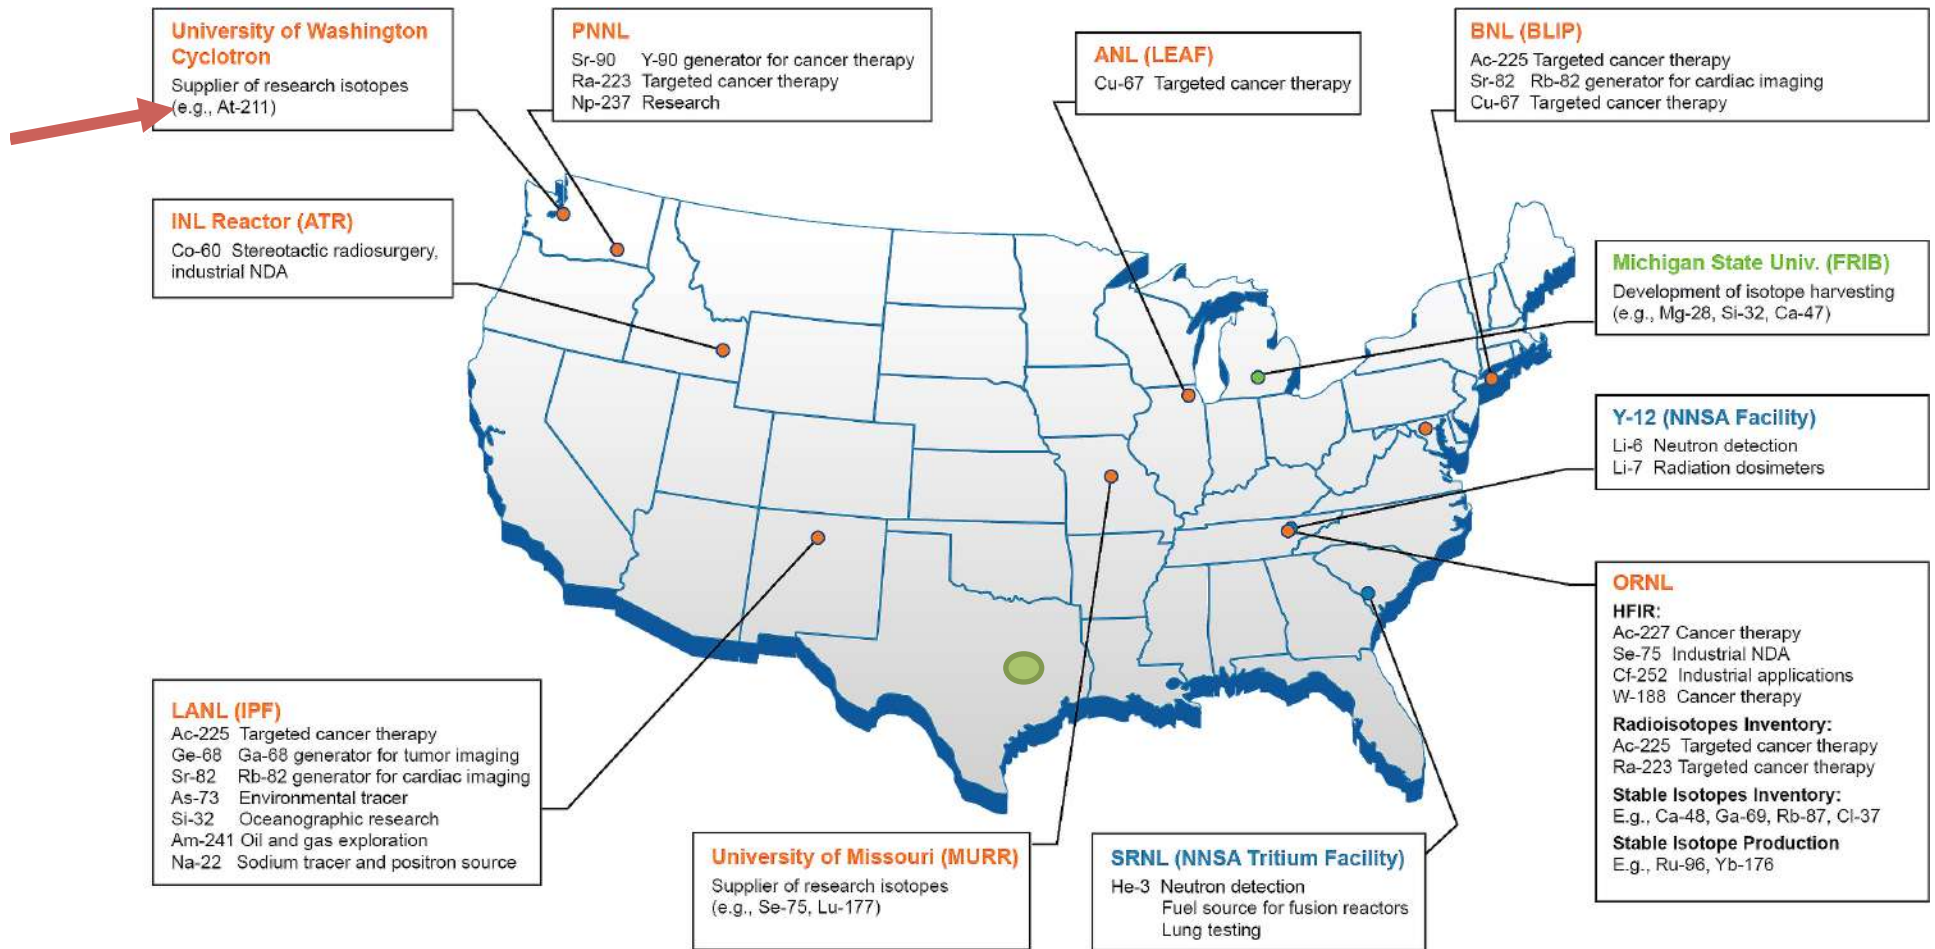 University of Washington
Cyclotron
Supplier of research isotopes
(e.g., At-211)
PNNL
Sr-90 Y-90 generator for cancer therapy
Ra-223 Targeted cancer therapy
Np-237 Research
ANL (LEAF)
Cu-67 Targeted cancer therapy
BNL (BLIP)
Ac-225 Targeted cancer therapy
Sr-82 Rb-82 generator for cardiac imaging
Cu-67 Targeted cancer therapy
INL Reactor (ATR)
Co-60 Stereotactic radiosurgery,
industrial NDA
Michigan State Univ. (FRIB)
Development of isotope harvesting
(e.g., Mg-28, Si-32, Ca-47)
Y-12 (NNSA Facility)
Li-6 Neutron detection
Li-7 Radiation dosimeters
ORNL
HFIR:
Ac-227 Cancer therapy
Se-75 Industrial NDA
Cf-252 Industrial applications
W-188 Cancer therapy
Radioisotopes Inventory:
Ac-225 Targeted cancer therapy
Ra-223 Targeted cancer therapy
Stable Isotopes Inventory:
E.g., Ca-48, Ga-69, Rb-87, Cl-37
Stable Isotope Production
E.g., Ru-96, Yb-176
LANL (IPF)
Ac-225 Targeted cancer therapy
Ge-68 Ga-68 generator for tumor imaging
Sr-82 Rb-82 generator for cardiac imaging
As-73 Environmental tracer
Si-32 Oceanographic research
Am-241 Oil and gas exploration
Na-22 Sodium tracer and positron source
University of Missouri (MURR)
Supplier of research isotopes
(e.g., Se-75, Lu-177)
SRNL (NNSA Tritium Facility)
He-3 Neutron detection
Fuel source for fusion reactors
Lung testing